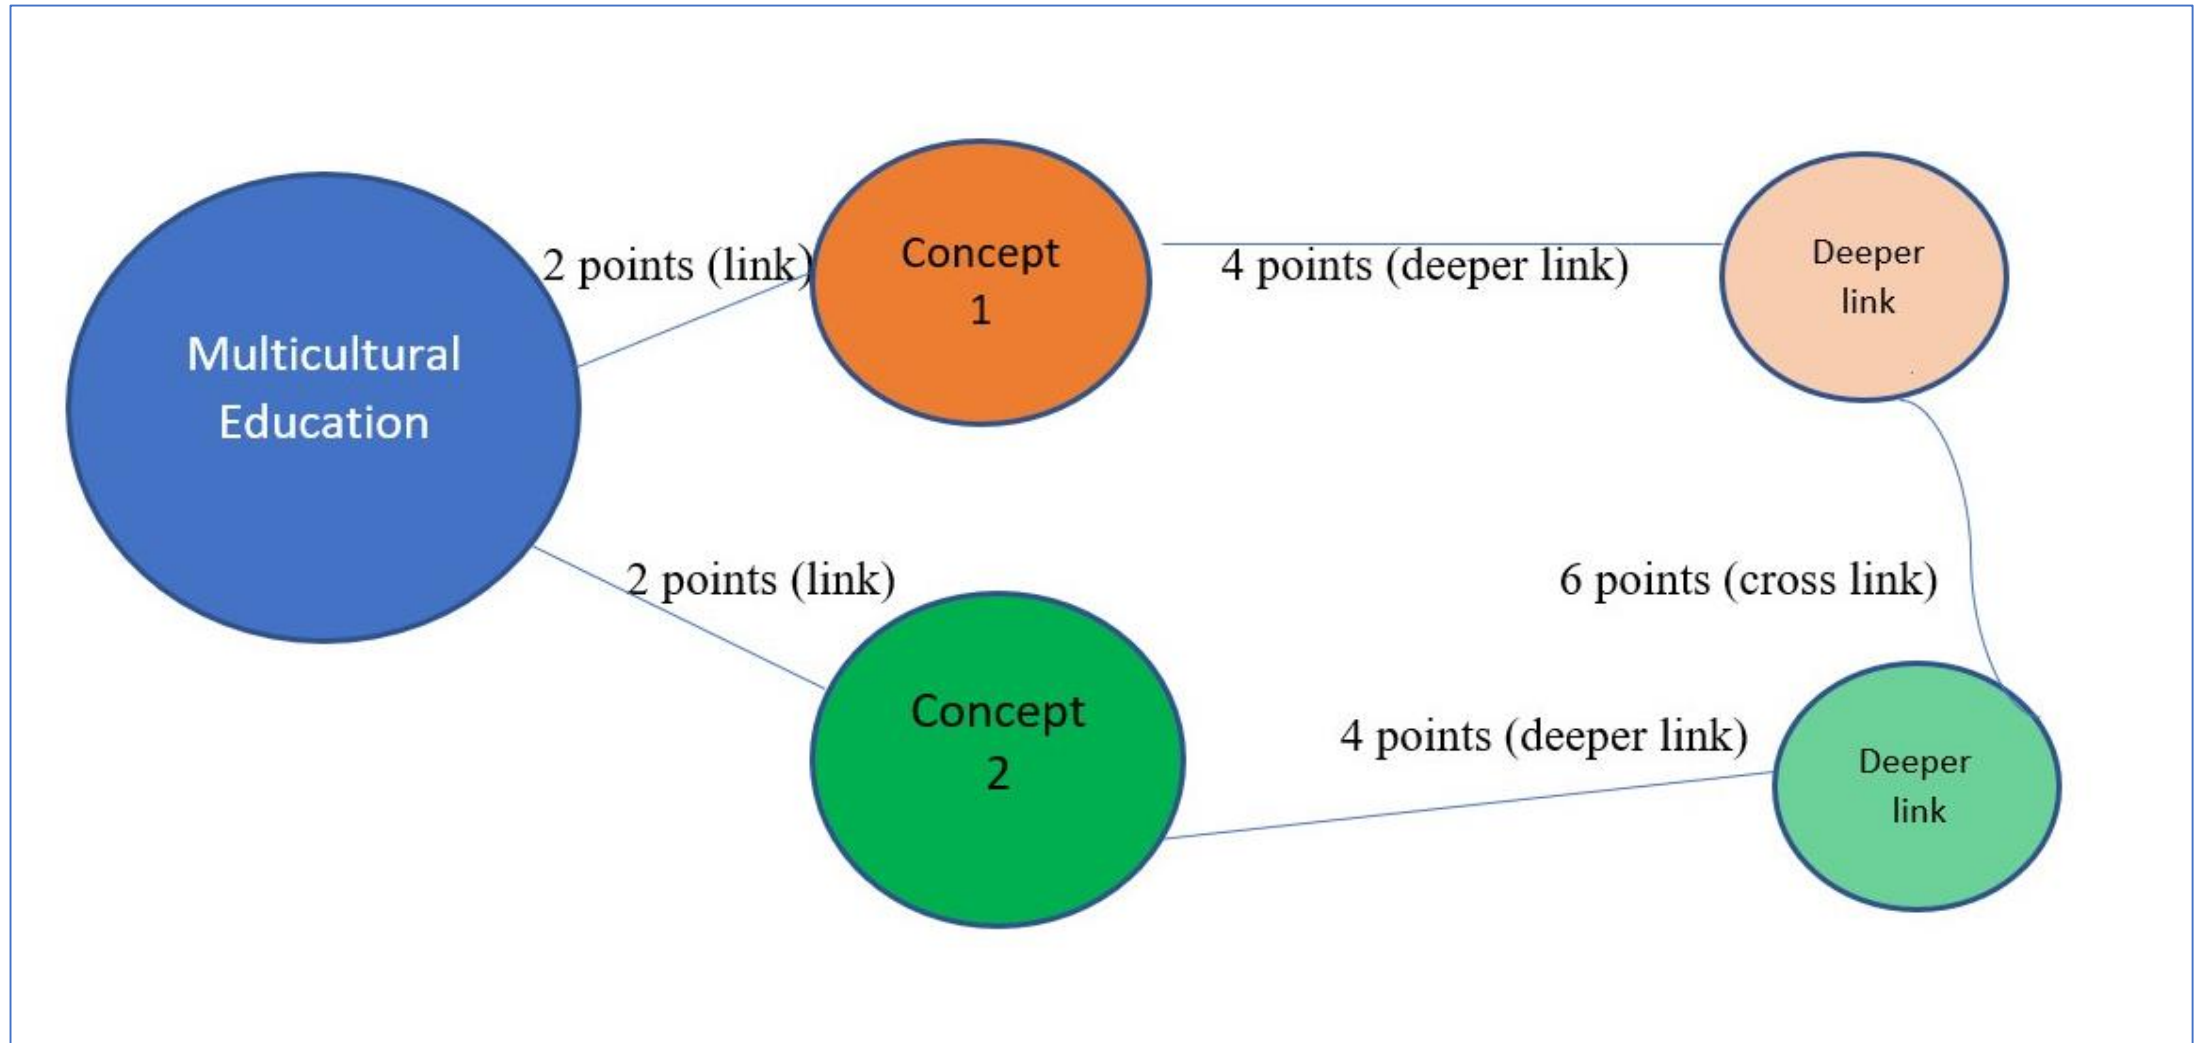 Multicultural
Education
2 points (link)
Concept
1
4 points (deeper link)
Deeper
link
2 points (link)
Concept
2
6 points (cross link)
4 points (deeper link)
Deeper
link